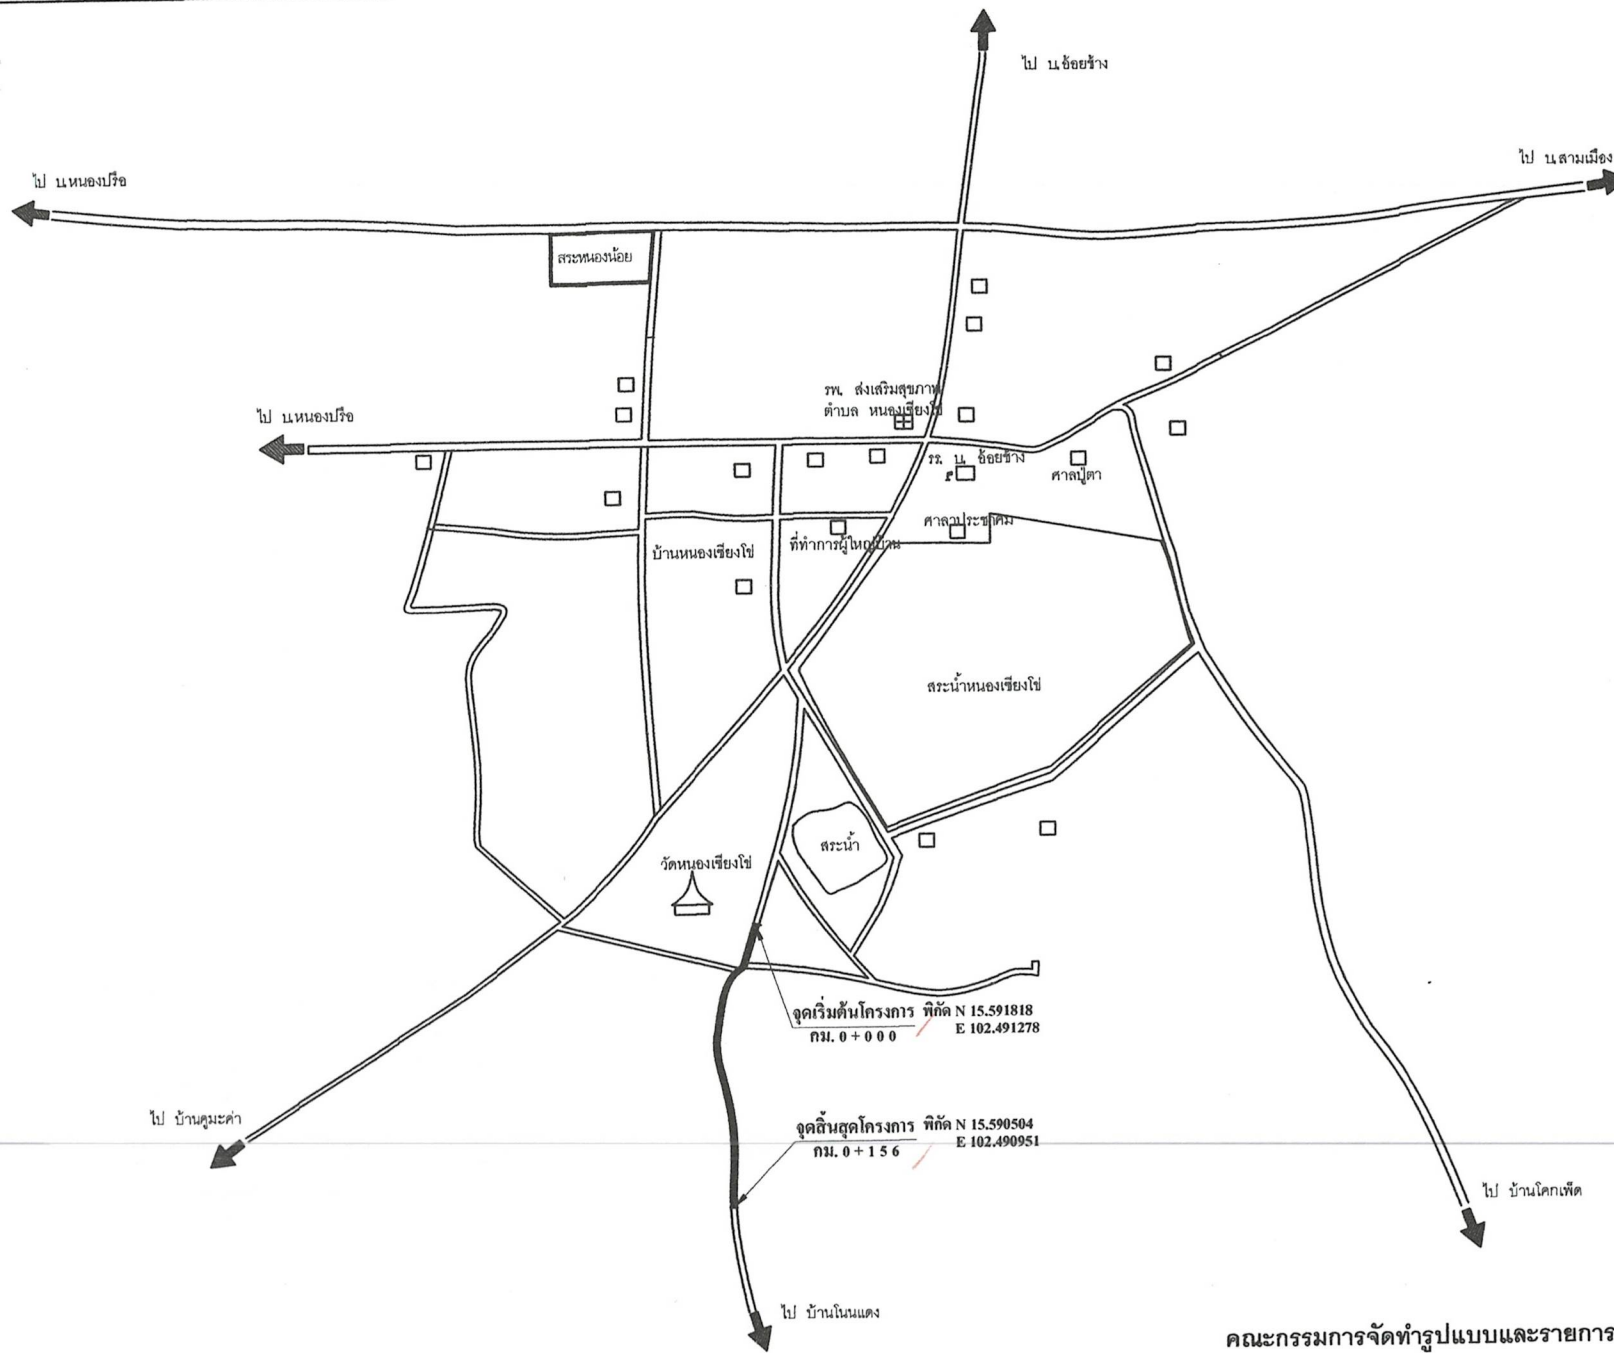 ไป บ.อ้อยช้าง
ไป บ.สามเมือง
ไป บ.หนองปรือ
สระหนองน้อย
รพ. ส่งเสริมสุขภาพ
ตำบล หนองเชียงโข่
ไป บ.หนองปรือ
รร. บ. อ้อยช้าง
ศาลปู่ตา
ศาลาประชาคม
ที่ทำการผู้ใหญ่บ้าน
บ้านหนองเชียงโข่
สระน้ำหนองเชียงโข่
สระน้ำ
วัดหนองเชียงโข่
จุดเริ่มต้นโครงการ พิกัด N 15.591818
กม. 0+000 E 102.491278
จุดสิ้นสุดโครงการ พิกัด N 15.590504
กม. 0+156 E 102.490951
ไป บ้านคูมะค่า
ไป บ้านโคกเพ็ด
ไป บ้านโนนแดง
คณะกรรมการจัดทำรูปแบบและรายการ